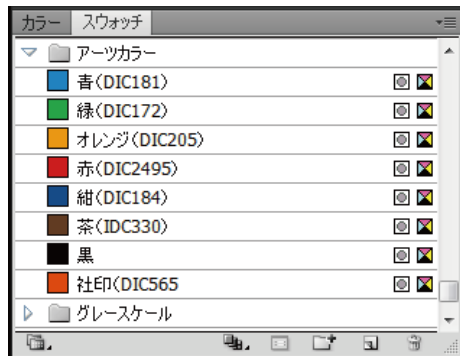 カラー スウォッチ
アーツカラー
青(DIC181)
緑(DIC172)
オレンジ(DIC205)
赤(DIC2495)
紺(DIC184)
茶(IDC330)
黒
社印(DIC565
グレースケール